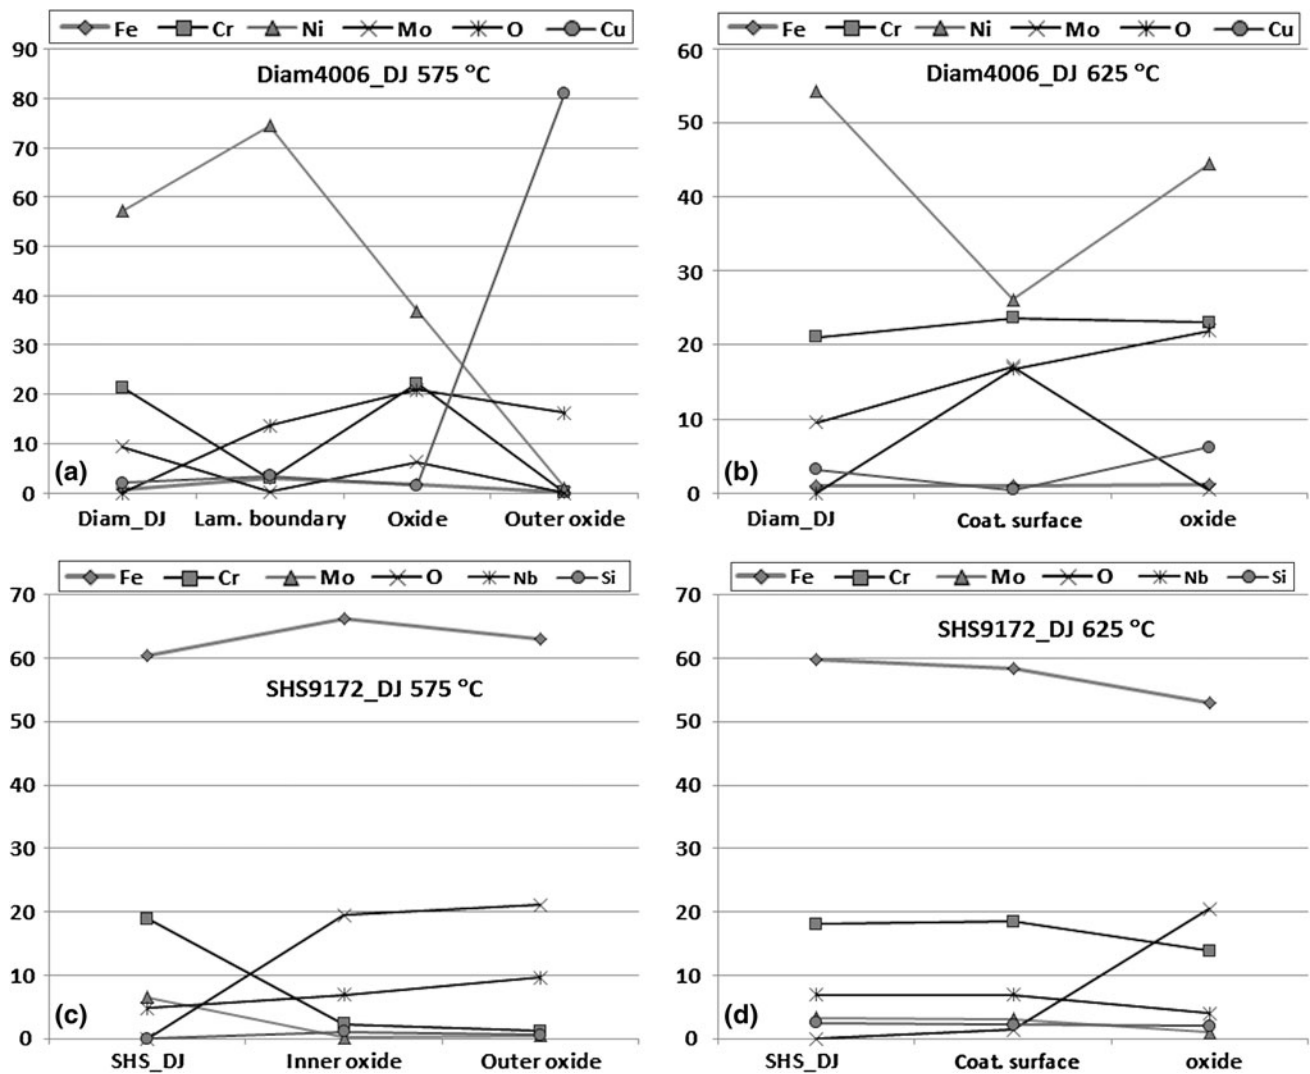 Fe Cr Ni Mo O Cu
90
Diam4006_DJ 575 °C
80
70
60
50
40
30
20
10
(a)
0
Diam_DJ Lam. boundary Oxide Outer oxide
Fe Cr Ni Mo O Cu
60
Diam4006_DJ 625 °C
50
40
30
20
10
(b)
0
Diam_DJ Coat. surface oxide
Fe Cr Mo O Nb Si
70
60
SHS9172_DJ 575 °C
50
40
30
20
10
(c)
0
SHS_DJ Inner oxide Outer oxide
Fe Cr Mo O Nb Si
70
SHS9172_DJ 625 °C
60
50
40
30
20
10
(d)
0
SHS_DJ Coat. surface oxide